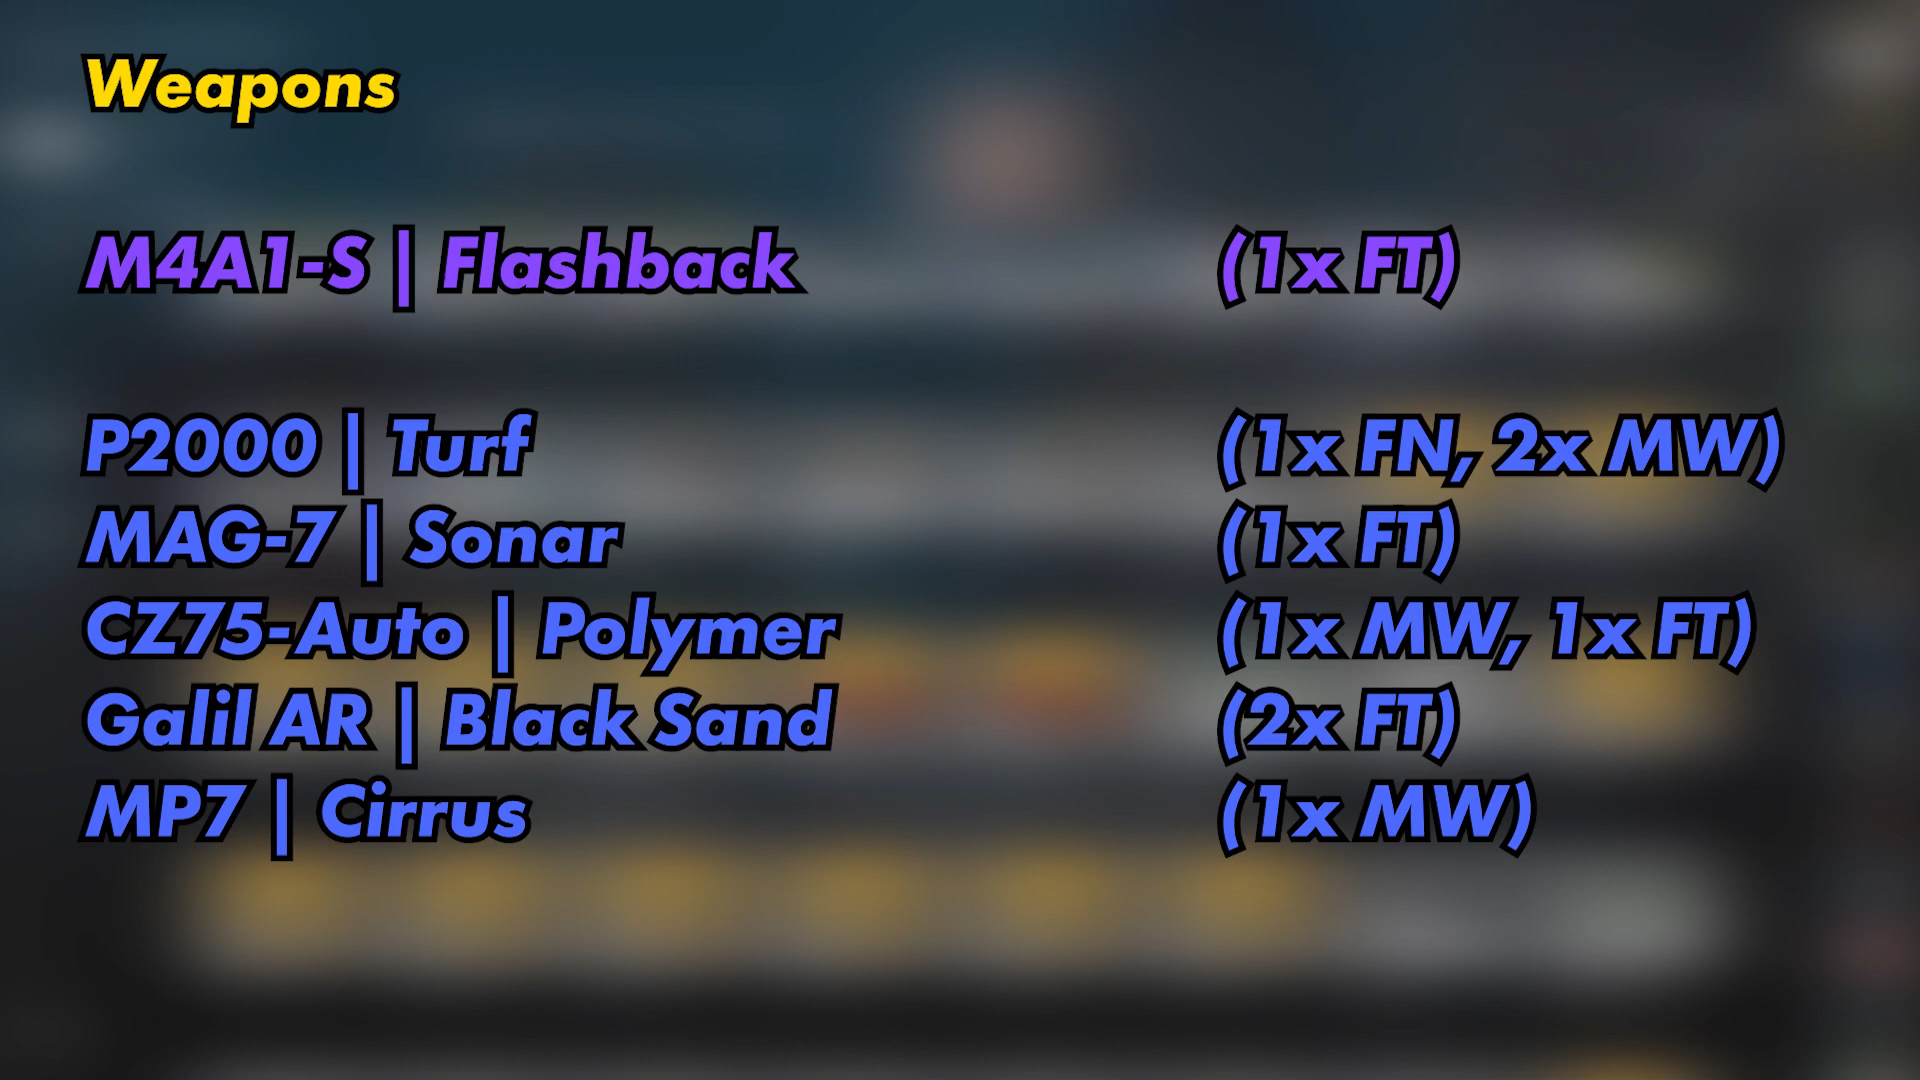 Weapons
M4A1-S | Flashback (1x FT)
P2000 | Turf (1x FN, 2x MW)
MAG-7 | Sonar (1x FT)
CZ75-Auto | Polymer (1x MW, 1x FT)
Galil AR | Black Sand (2x FT)
MP7 | Cirrus (1x MW)